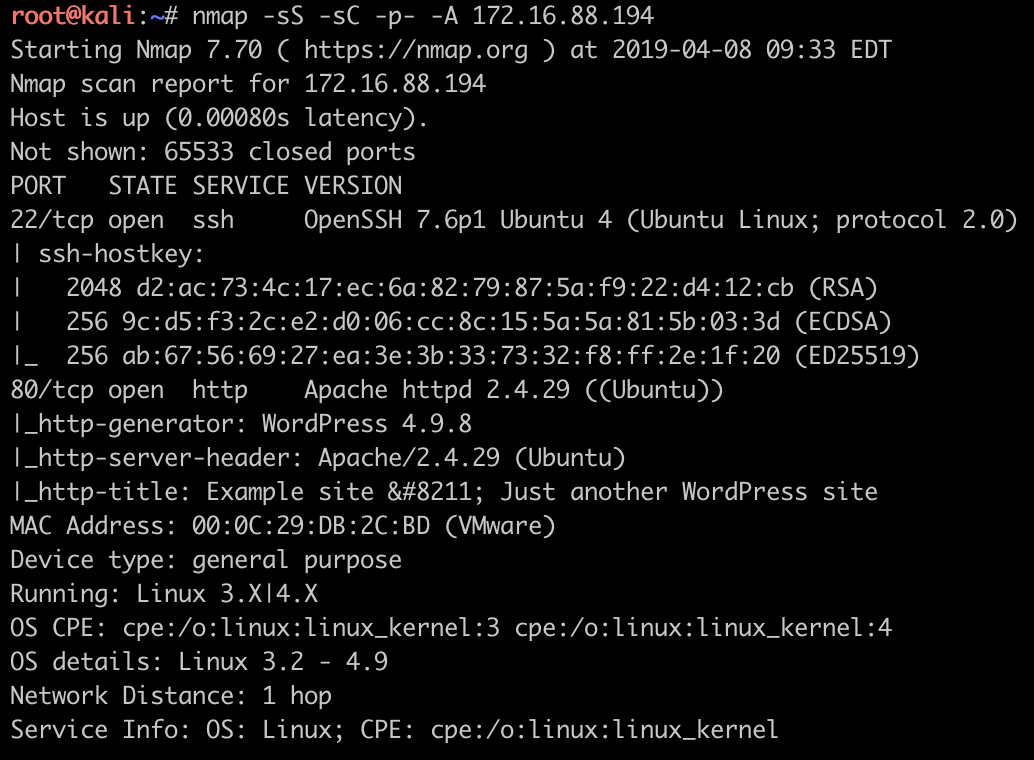 root@kali:~# nmap -sS -sC -p- -A 172.16.88.194
Starting Nmap 7.70 ( https://nmap.org ) at 2019-04-08 09:33 EDT
Nmap scan report for 172.16.88.194
Host is up (0.00080s latency).
Not shown: 65533 closed ports
PORT   STATE SERVICE VERSION
22/tcp open  ssh     OpenSSH 7.6p1 Ubuntu 4 (Ubuntu Linux; protocol 2.0)
| ssh-hostkey:
|   2048 d2:ac:73:4c:17:ec:6a:82:79:87:5a:f9:22:d4:12:cb (RSA)
|   256 9c:d5:f3:2c:e2:d0:06:cc:8c:15:5a:5a:81:5b:03:3d (ECDSA)
|_  256 ab:67:56:69:27:ea:3e:3b:33:73:32:f8:ff:2e:1f:20 (ED25519)
80/tcp open  http    Apache httpd 2.4.29 ((Ubuntu))
|_http-generator: WordPress 4.9.8
|_http-server-header: Apache/2.4.29 (Ubuntu)
|_http-title: Example site &#8211; Just another WordPress site
MAC Address: 00:0C:29:DB:2C:BD (VMware)
Device type: general purpose
Running: Linux 3.X|4.X
OS CPE: cpe:/o:linux:linux_kernel:3 cpe:/o:linux:linux_kernel:4
OS details: Linux 3.2 - 4.9
Network Distance: 1 hop
Service Info: OS: Linux; CPE: cpe:/o:linux:linux_kernel